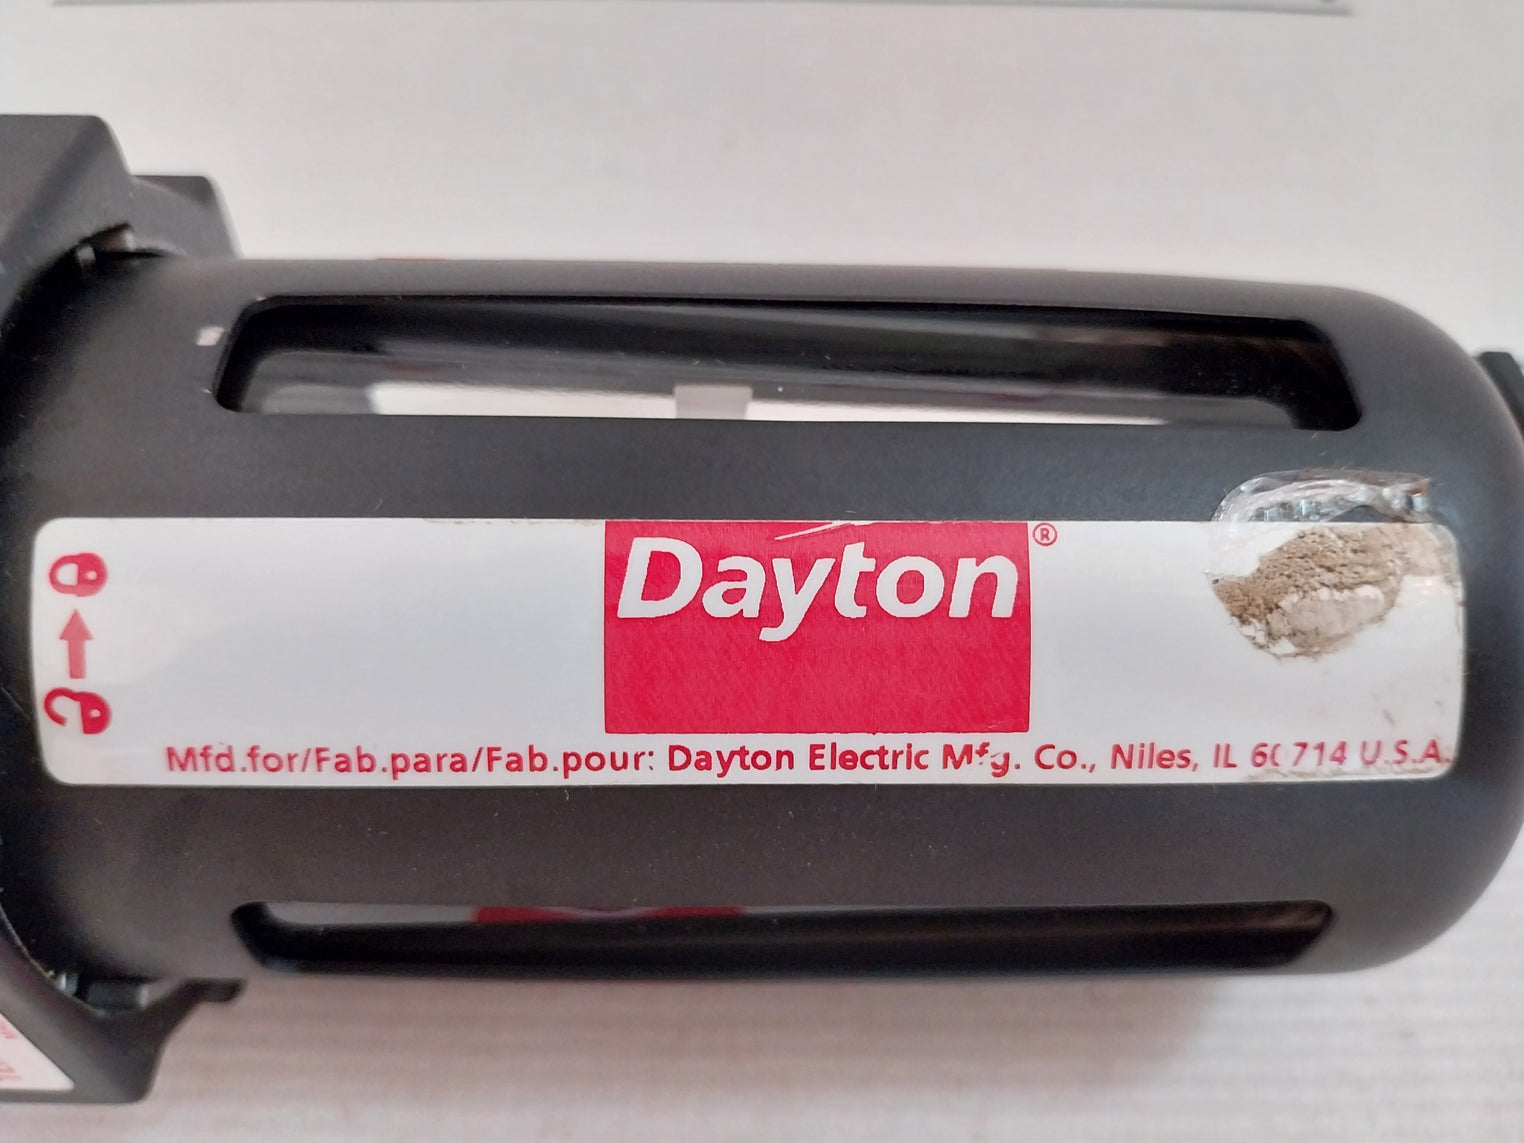 Dayton®
Mfd.for/Fab.para/Fab.pour: Dayton Electric Mfg. Co., Niles, IL 60714 U.S.A.